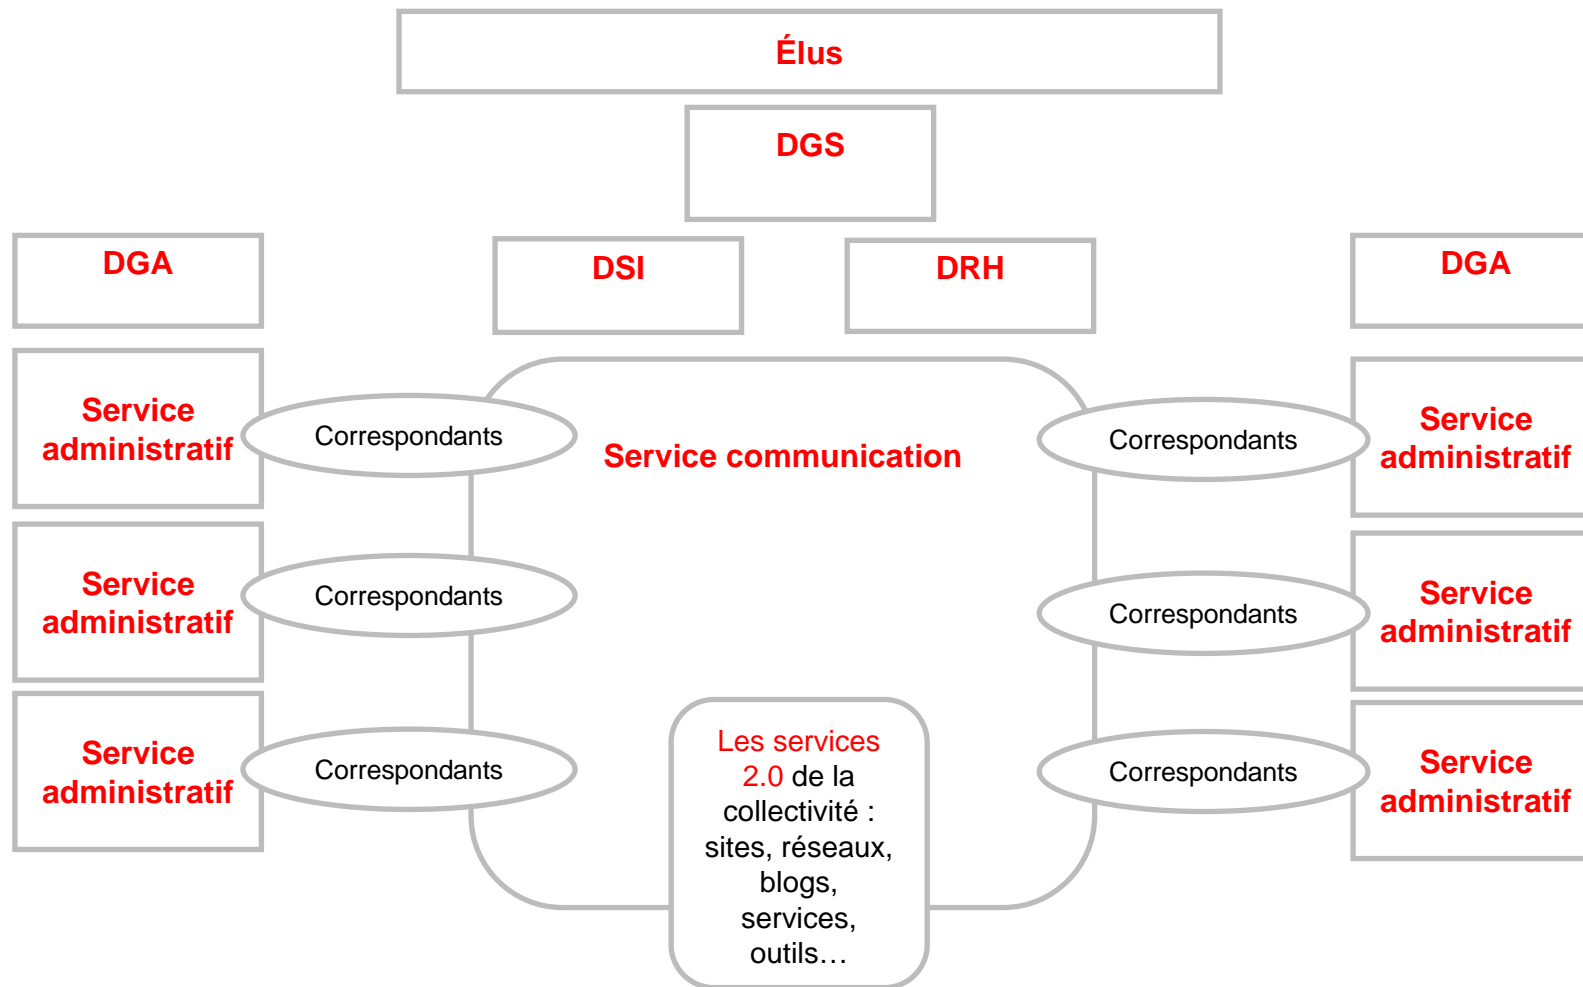 Élus
DGS
DGA
DSI
DRH
DGA
Service
administratif
Correspondants
Service communication
Correspondants
Service
administratif
Service
administratif
Correspondants
Correspondants
Service
administratif
Service
administratif
Correspondants
Les services
2.0 de la
collectivité :
sites, réseaux,
blogs,
services,
outils…
Correspondants
Service
administratif